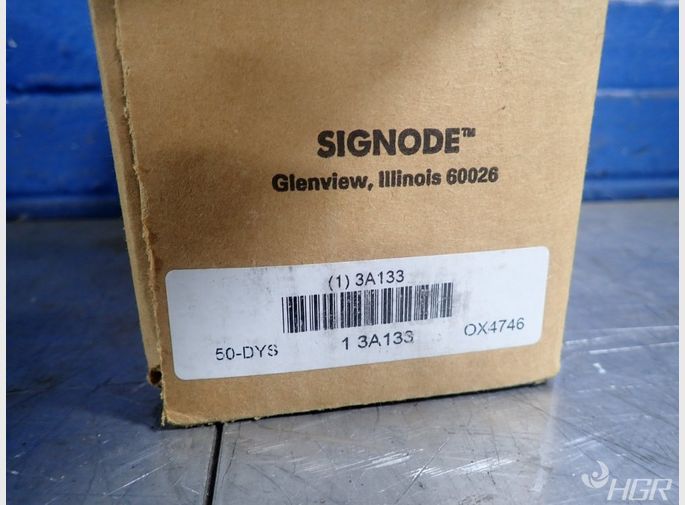 SIGNODE™
Glenview, Illinois 60026
(1) 3A133
50-DYS
1 3A133
OX4746
HGR